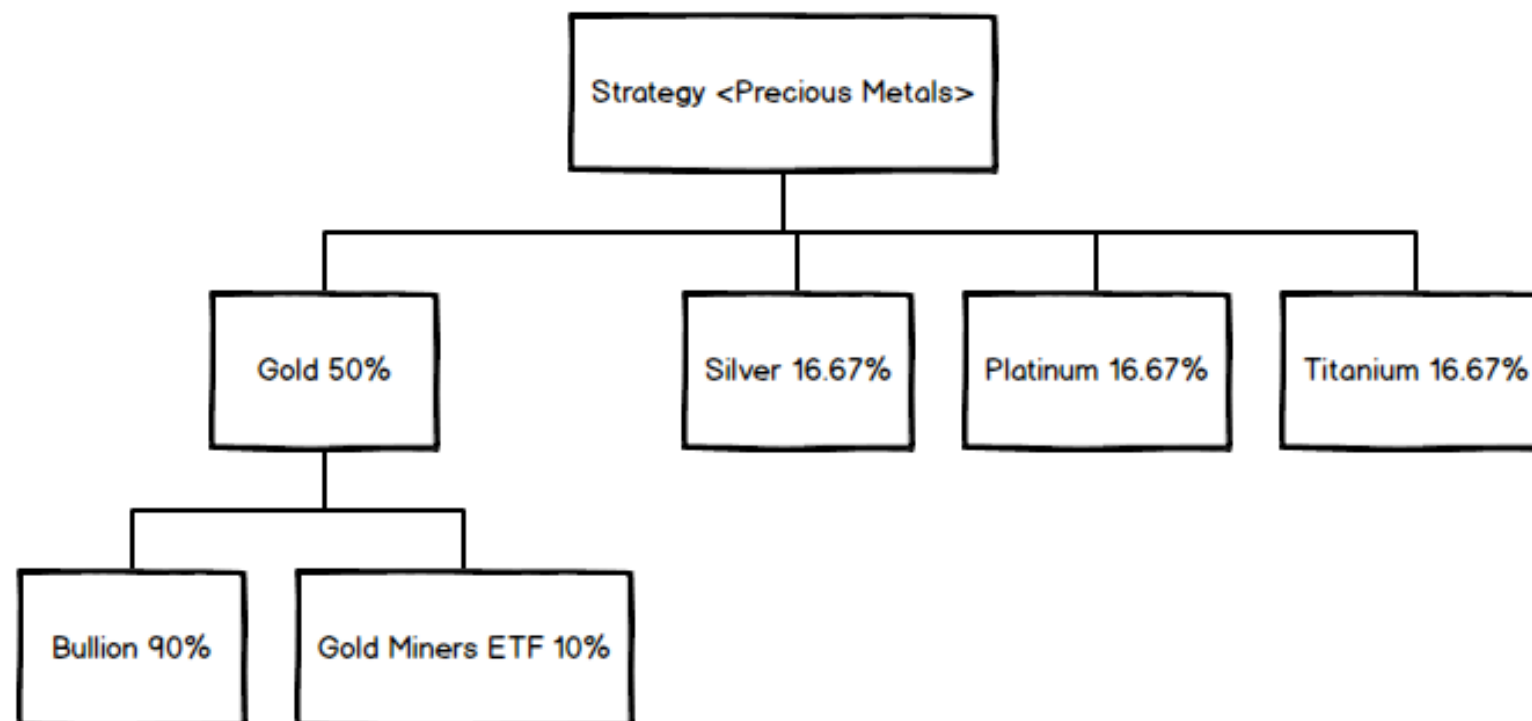 Strategy <Precious Metals>
Gold 50%
Silver 16.67%
Platinum 16.67%
Titanium 16.67%
Bullion 90%
Gold Miners ETF 10%